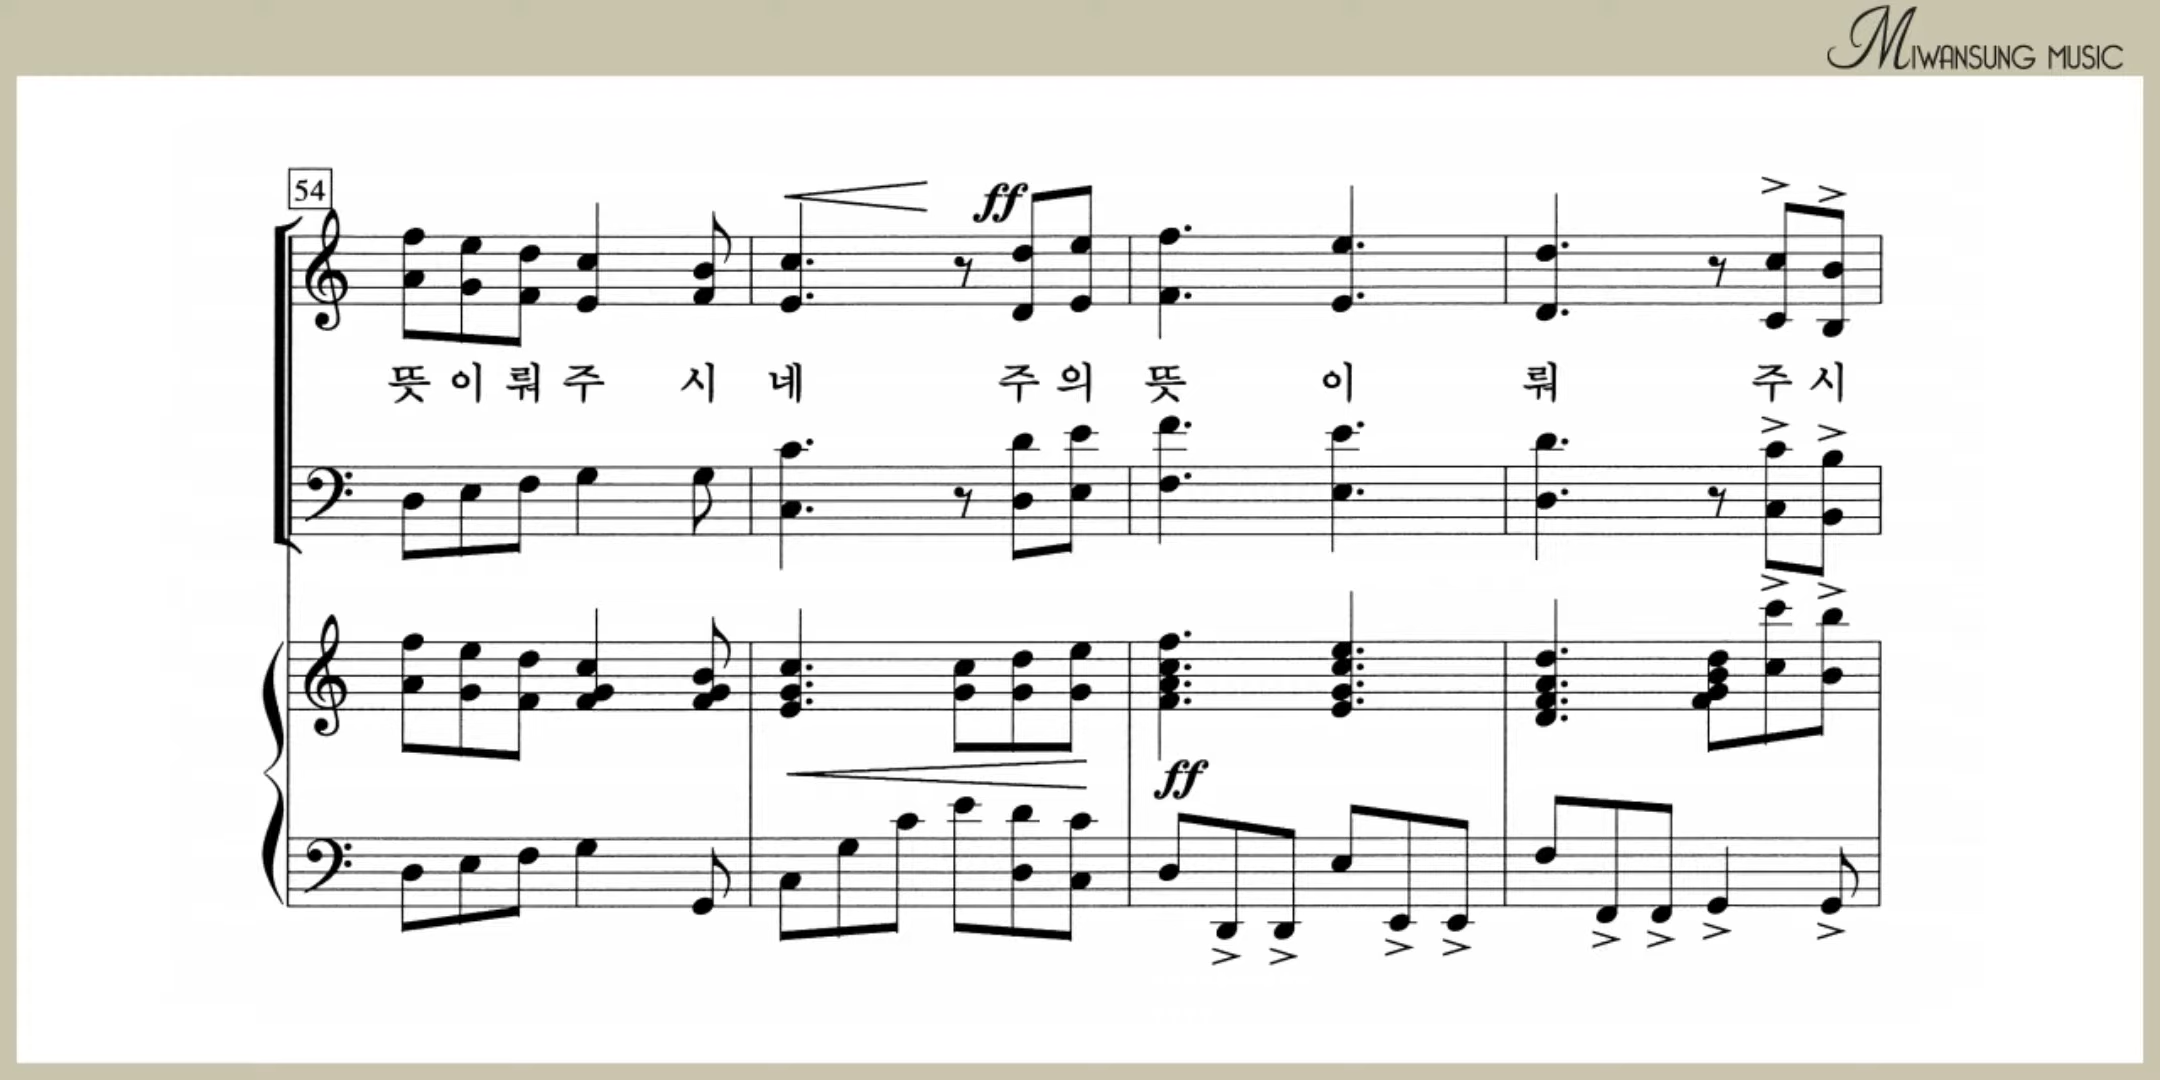 MIWANSUNG MUSIC
54
ff
뜻 이 뤄 주 시 네 주 의 뜻 이 뤄 주 시
ff